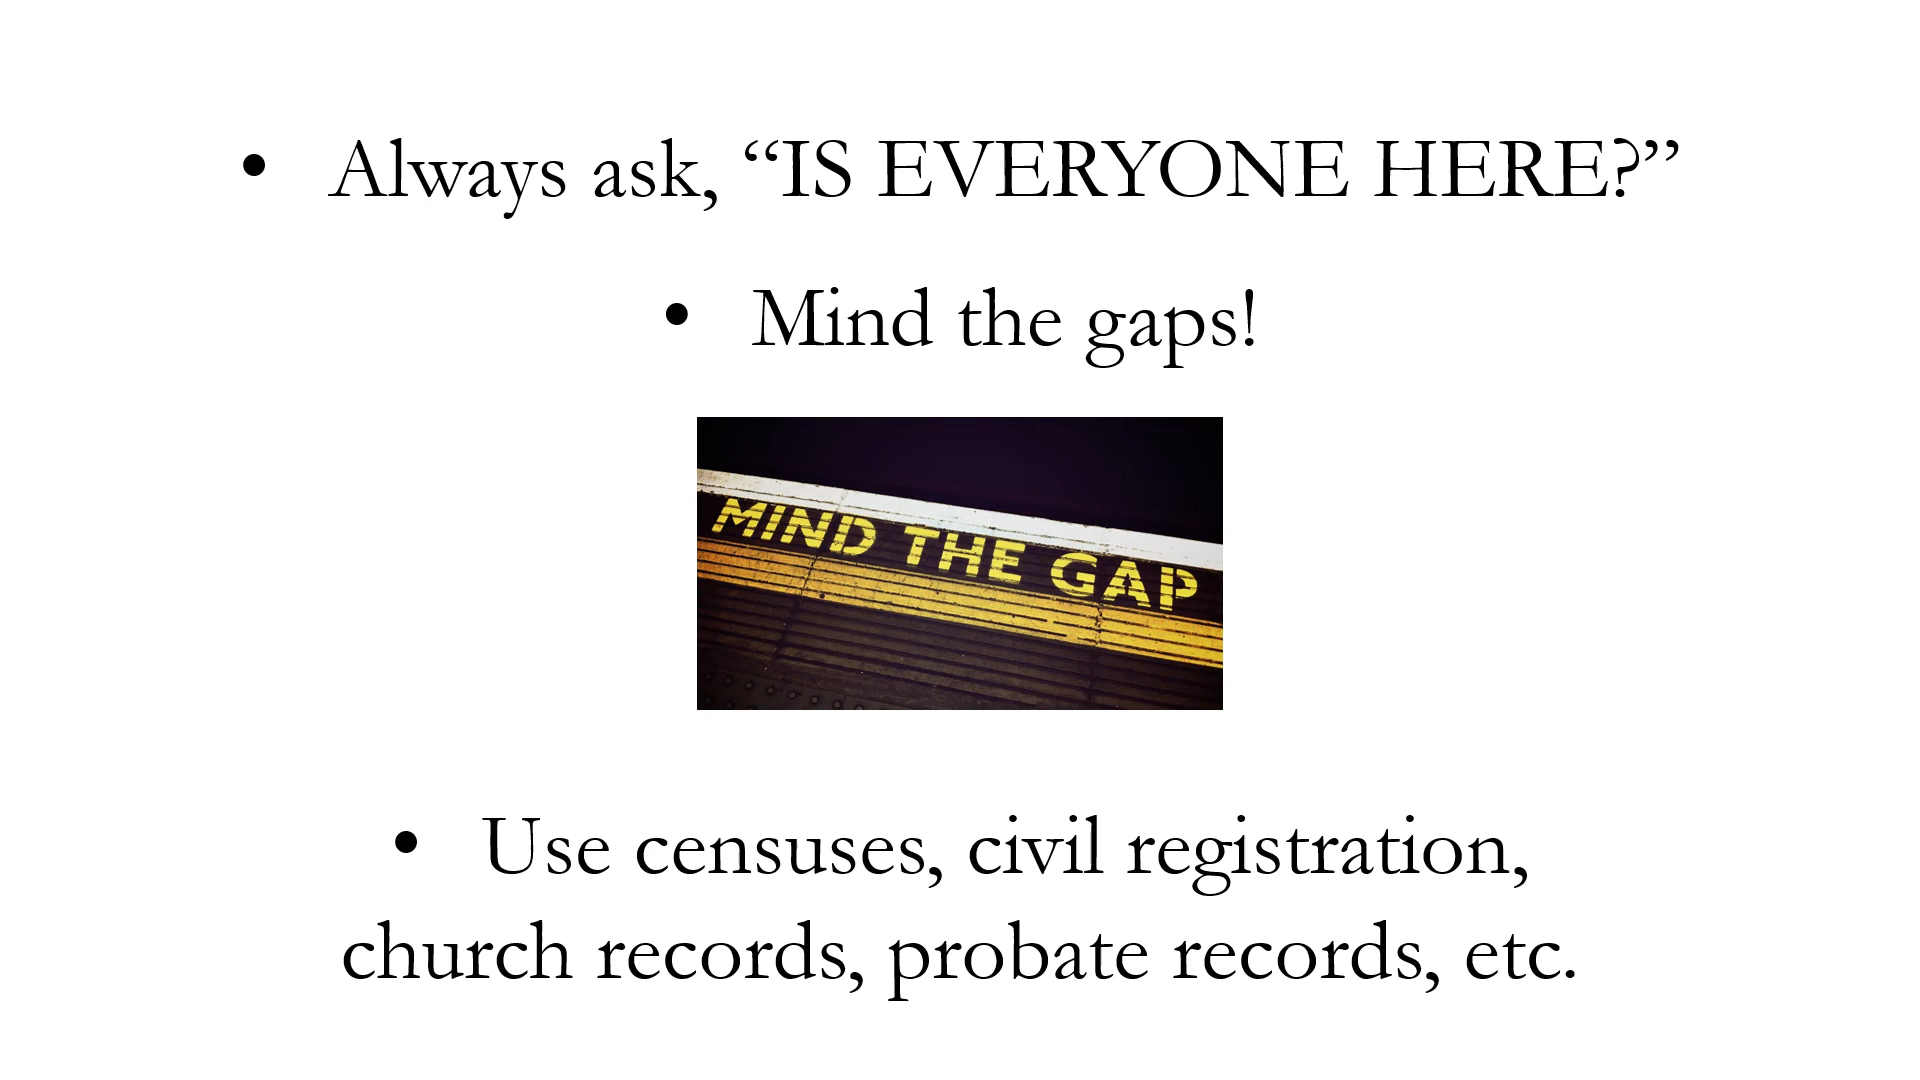 • Always ask, “IS EVERYONE HERE?”
• Mind the gaps!
MIND THE GAP
• Use censuses, civil registration,
church records, probate records, etc.